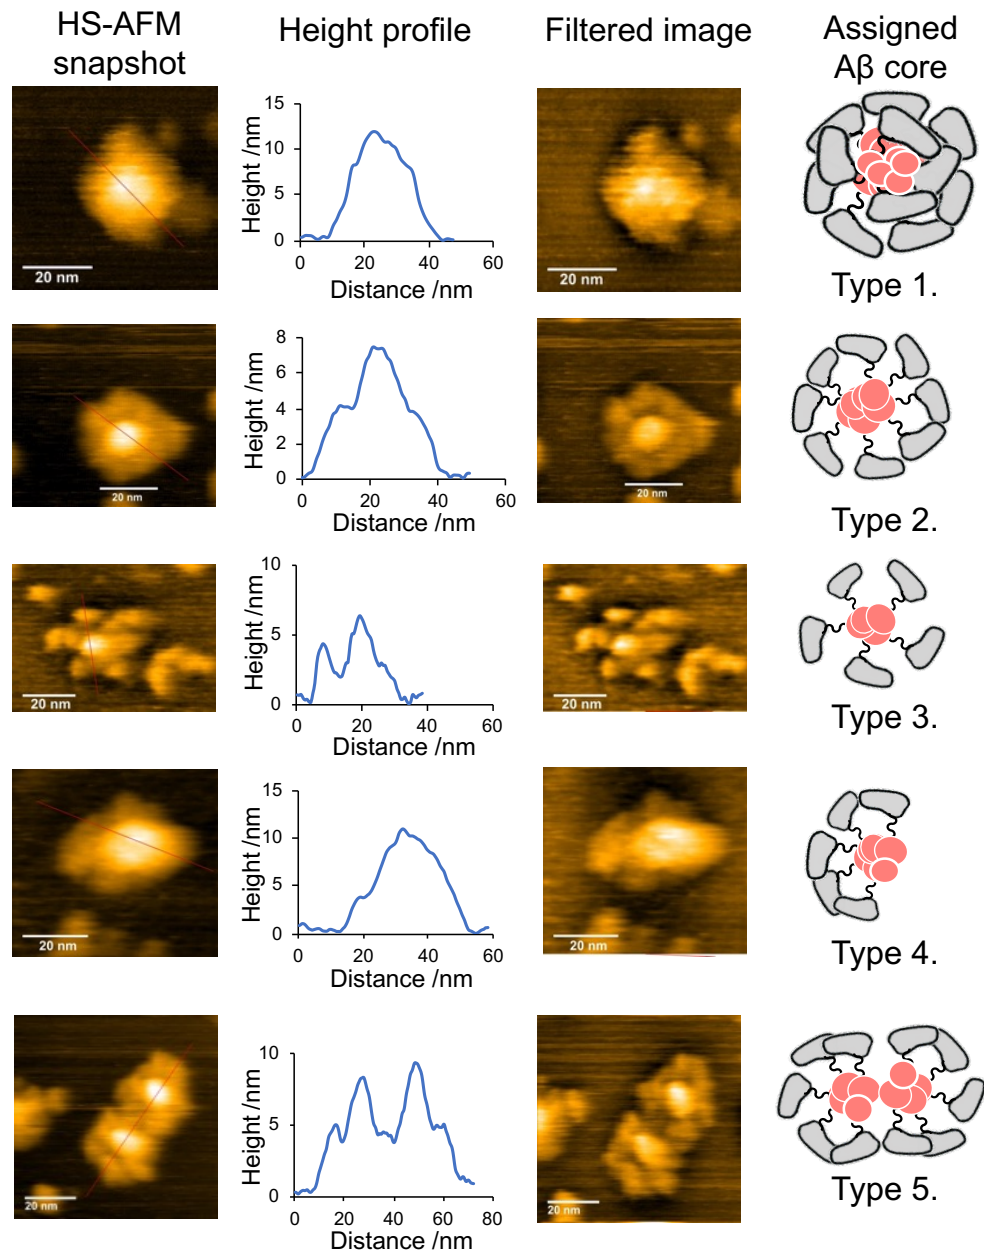 HS-AFM
snapshot
Height profile
Filtered image
Assigned
Aβ core
20 nm
Height /nm
15
10
5
0
0 20 40 60
Distance /nm
20 nm
Type 1.
20 nm
Height /nm
8
6
4
2
0
0 20 40 60
Distance /nm
20 nm
Type 2.
20 nm
Height /nm
10
5
0
0 20 40 60
Distance /nm
20 nm
Type 3.
20 nm
Height /nm
15
10
5
0
0 20 40 60
Distance /nm
20 nm
Type 4.
20 nm
Height /nm
10
5
0
0 20 40 60 80
Distance /nm
20 nm
Type 5.